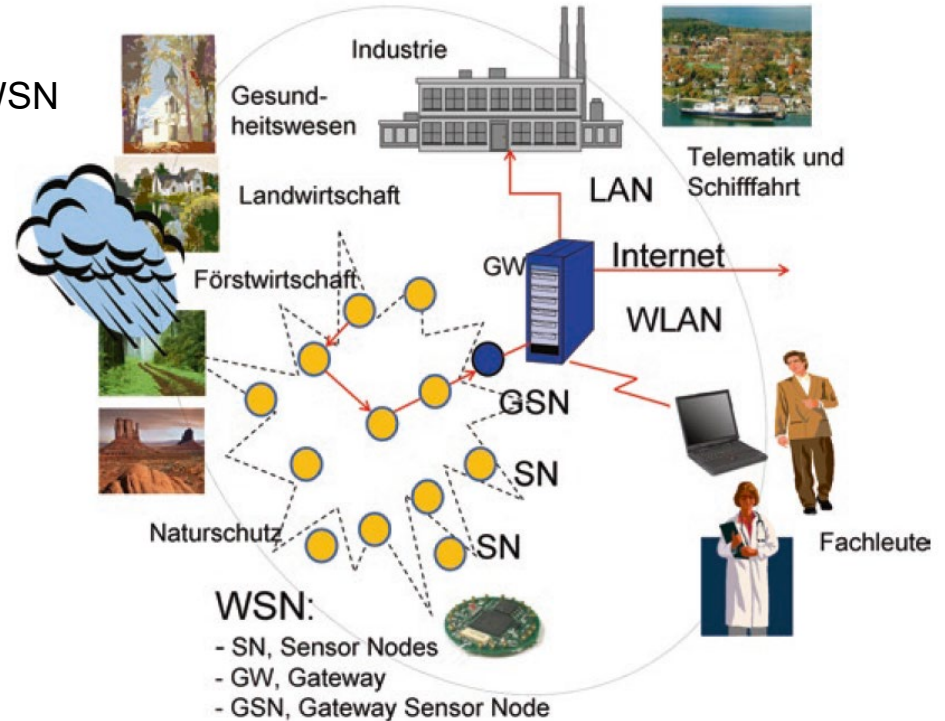 WSN
Industrie
Gesund-
heitswesen
Telematik und
Schifffahrt
Landwirtschaft
LAN
Förstwirtschaft
GW
Internet
WLAN
GSN
SN
Naturschutz
SN
Fachleute
WSN:
- SN, Sensor Nodes
- GW, Gateway
- GSN, Gateway Sensor Node